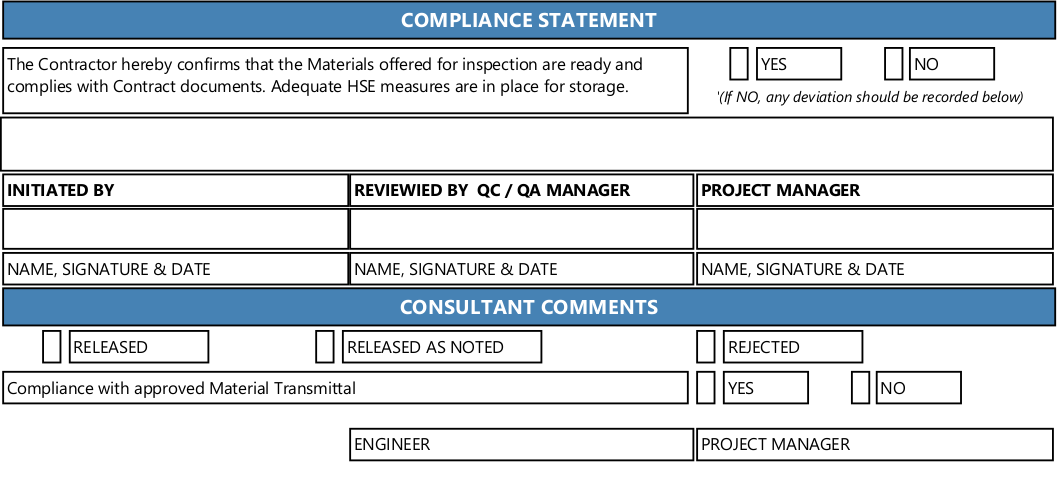 COMPLIANCE STATEMENT
The Contractor hereby confirms that the Materials offered for inspection are ready and
complies with Contract documents. Adequate HSE measures are in place for storage.
YES NO
'(If NO, any deviation should be recorded below)
INITIATED BY REVIEWIED BY QC / QA MANAGER PROJECT MANAGER
NAME, SIGNATURE & DATE NAME, SIGNATURE & DATE NAME, SIGNATURE & DATE
CONSULTANT COMMENTS
RELEASED RELEASED AS NOTED REJECTED
Compliance with approved Material Transmittal YES NO
ENGINEER PROJECT MANAGER